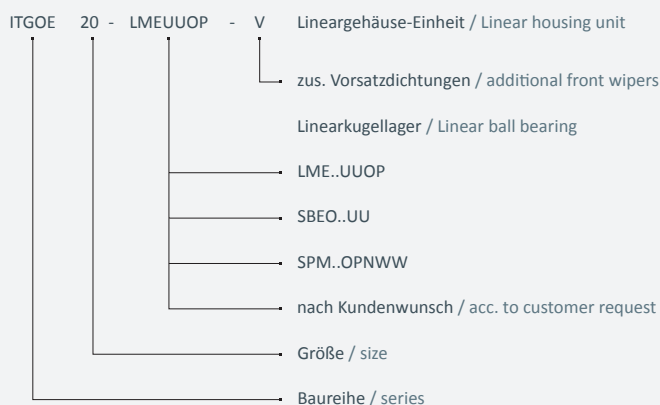 ITGOE 20 - LMEUUOP - V Lineargehäuse-Einheit / Linear housing unit
zus. Vorsatzdichtungen / additional front wipers
Linearkugellager / Linear ball bearing
LME..UUOP
SBEO..UU
SPM..OPNWW
nach Kundenwunsch / acc. to customer request
Größe / size
Baureihe / series